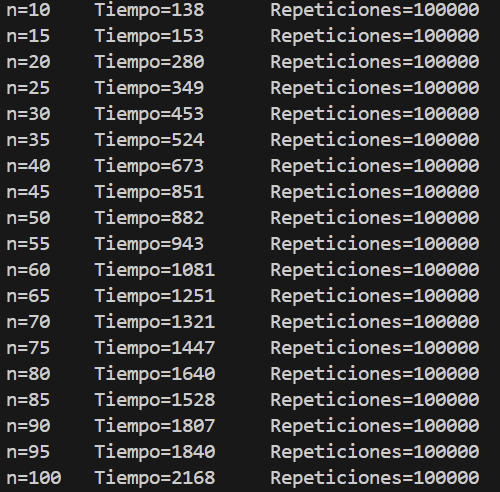 n=10    Tiempo=138      Repeticiones=100000
n=15    Tiempo=153      Repeticiones=100000
n=20    Tiempo=280      Repeticiones=100000
n=25    Tiempo=349      Repeticiones=100000
n=30    Tiempo=453      Repeticiones=100000
n=35    Tiempo=524      Repeticiones=100000
n=40    Tiempo=673      Repeticiones=100000
n=45    Tiempo=851      Repeticiones=100000
n=50    Tiempo=882      Repeticiones=100000
n=55    Tiempo=943      Repeticiones=100000
n=60    Tiempo=1081     Repeticiones=100000
n=65    Tiempo=1251     Repeticiones=100000
n=70    Tiempo=1321     Repeticiones=100000
n=75    Tiempo=1447     Repeticiones=100000
n=80    Tiempo=1640     Repeticiones=100000
n=85    Tiempo=1528     Repeticiones=100000
n=90    Tiempo=1807     Repeticiones=100000
n=95    Tiempo=1840     Repeticiones=100000
n=100   Tiempo=2168     Repeticiones=100000